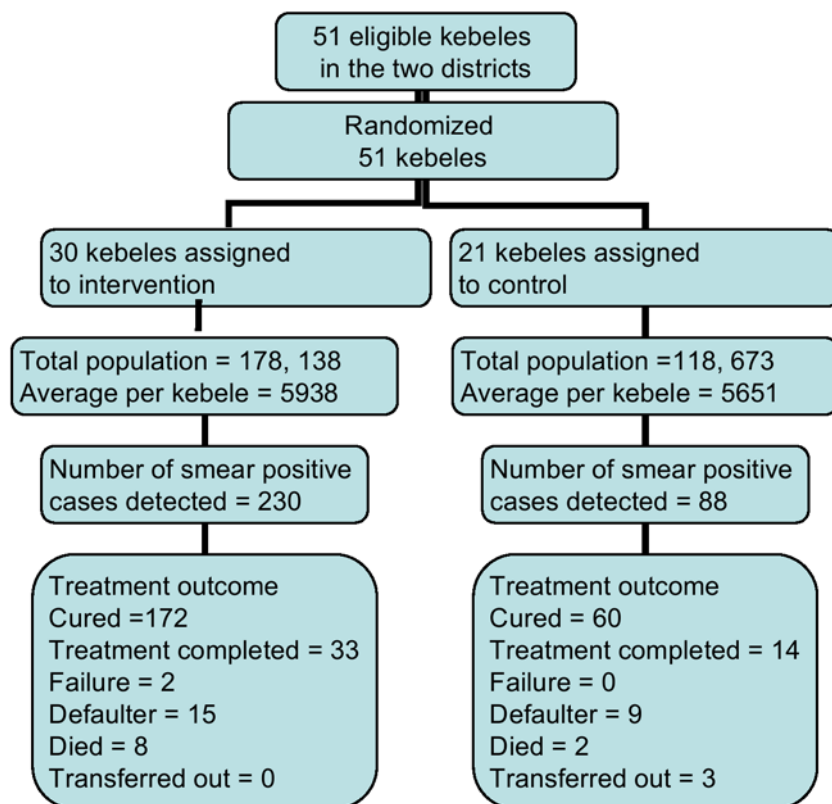 51 eligible kebeles
in the two districts
Randomized
51 kebeles
30 kebeles assigned
to intervention
21 kebeles assigned
to control
Total population = 178, 138
Average per kebele = 5938
Total population =118, 673
Average per kebele = 5651
Number of smear positive
cases detected = 230
Number of smear positive
cases detected = 88
Treatment outcome
Cured =172
Treatment completed = 33
Failure = 2
Defaulter = 15
Died = 8
Transferred out = 0
Treatment outcome
Cured = 60
Treatment completed = 14
Failure = 0
Defaulter = 9
Died = 2
Transferred out = 3